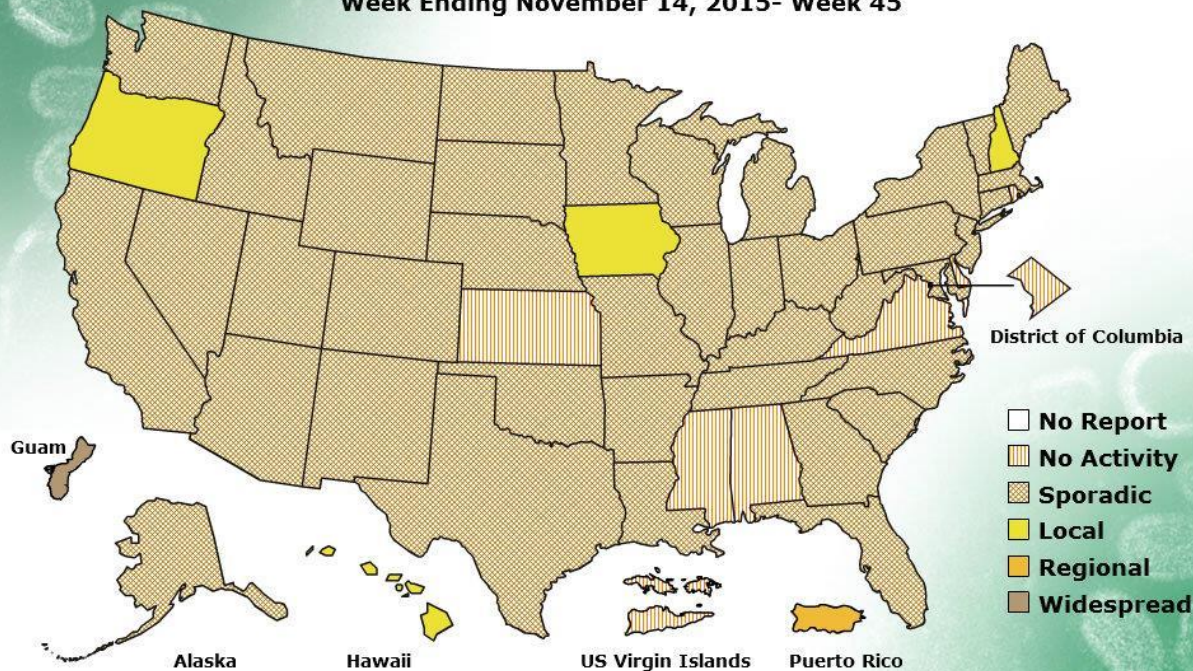 Week Ending November 14, 2015- Week 45
District of Columbia
No Report
No Activity
Sporadic
Local
Regional
Widespread
Guam
Alaska
Hawaii
US Virgin Islands
Puerto Rico